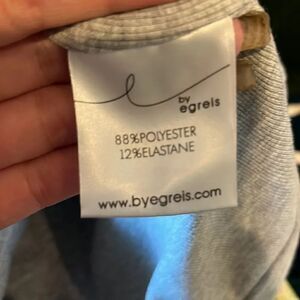 by
egreis
88%POLYESTER
12%ELASTANE
www.byegreis.com